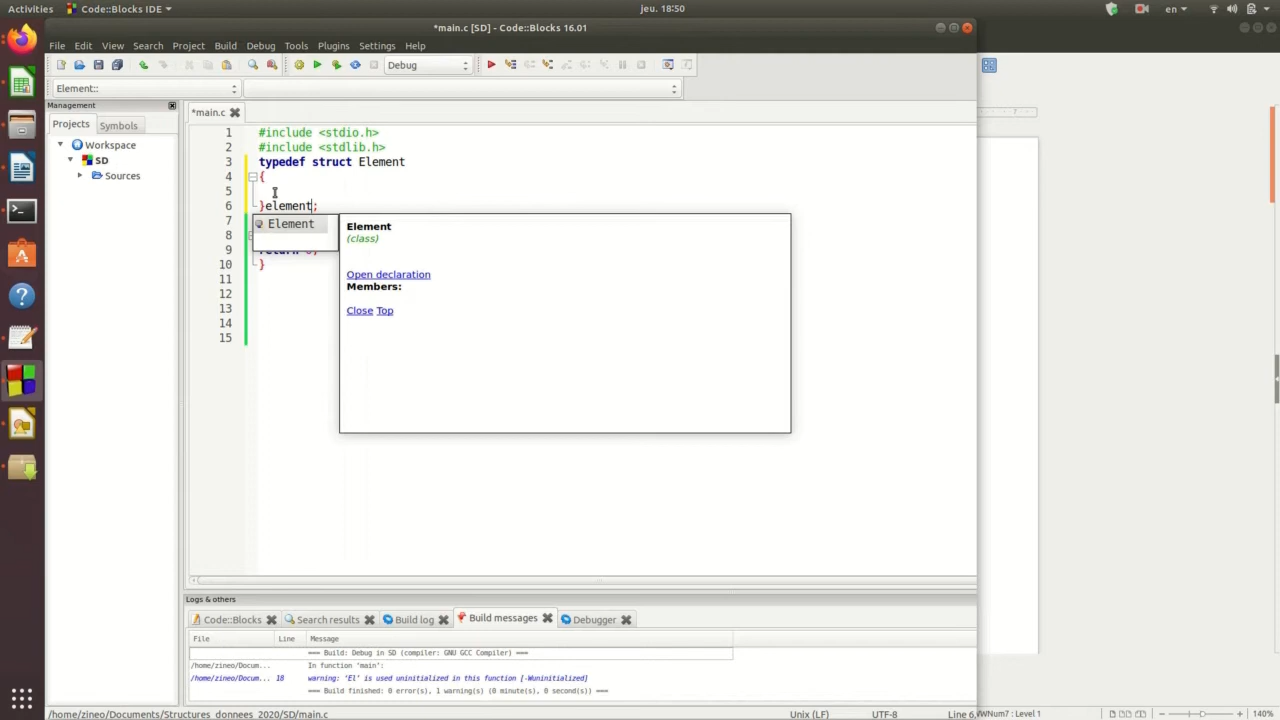 Activities
Code::Blocks IDE
jeu. 18:50
en
*main.c [SD] - Code::Blocks 16.01
File Edit View Search Project Build Debug Tools Plugins Settings Help
Debug
Element::
Management
*main.c
Projects
Symbols
Workspace
SD
Sources
1 #include <stdio.h>
2 #include <stdlib.h>
3 typedef struct Element
4 {
5
6 }element;
7
8
9
10 }
11
12
13
14
15
Element
Element
(class)
Open declaration
Members:
Close Top
Logs & others
Code::Blocks
Search results
Build log
Build messages
Debugger
File Line Message
=== Build: Debug in SD (compiler: GNU GCC Compiler) ===
/home/zineo/Docum... In function 'main':
/home/zineo/Docum... 18 warning: 'El' is used uninitialized in this function [-Wuninitialized]
=== Build finished: 0 error(s), 1 warning(s) (0 minute(s), 0 second(s)) ===
/home/zineo/Documents/Structures_donnees_2020/SD/main.c Unix (LF) UTF-8 Line 6, WWNum7 : Level 1 140%